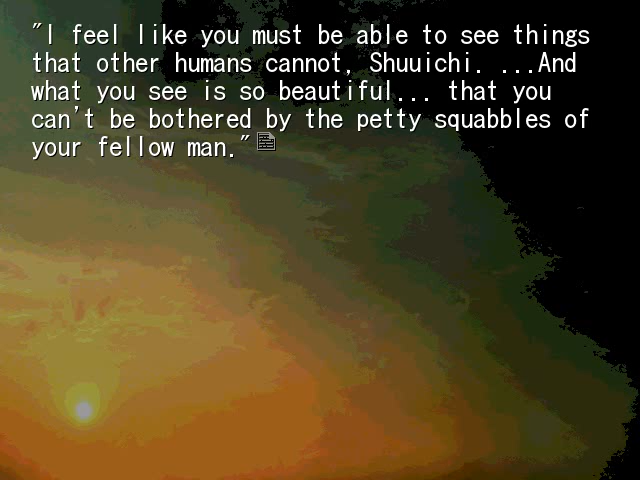 "I feel like you must be able to see things
that other humans cannot, Shuuichi. ...And
what you see is so beautiful... that you
can't be bothered by the petty squabbles of
your fellow man."